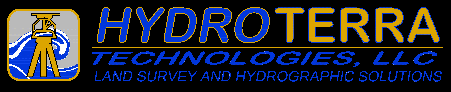 HYDROTERRA
TECHNOLOGIES, LLC
LAND SURVEY AND HYDROGRAPHIC SOLUTIONS